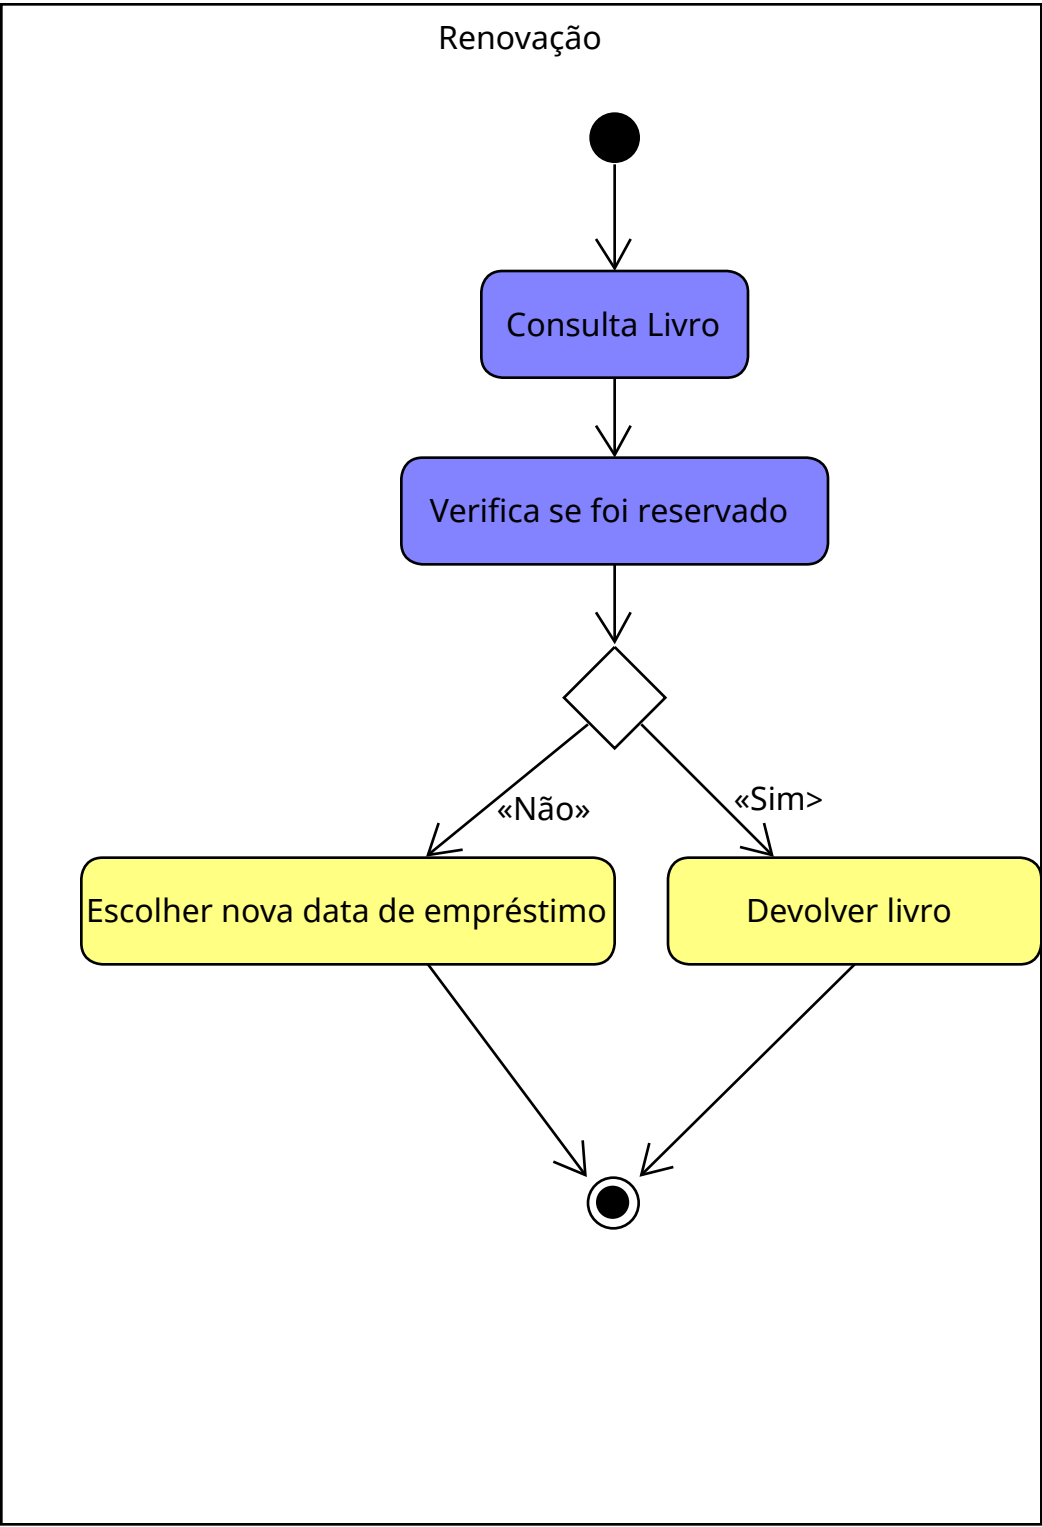 Renovação
Consulta Livro
Verifica se foi reservado
«Não»
«Sim>
Escolher nova data de empréstimo
Devolver livro